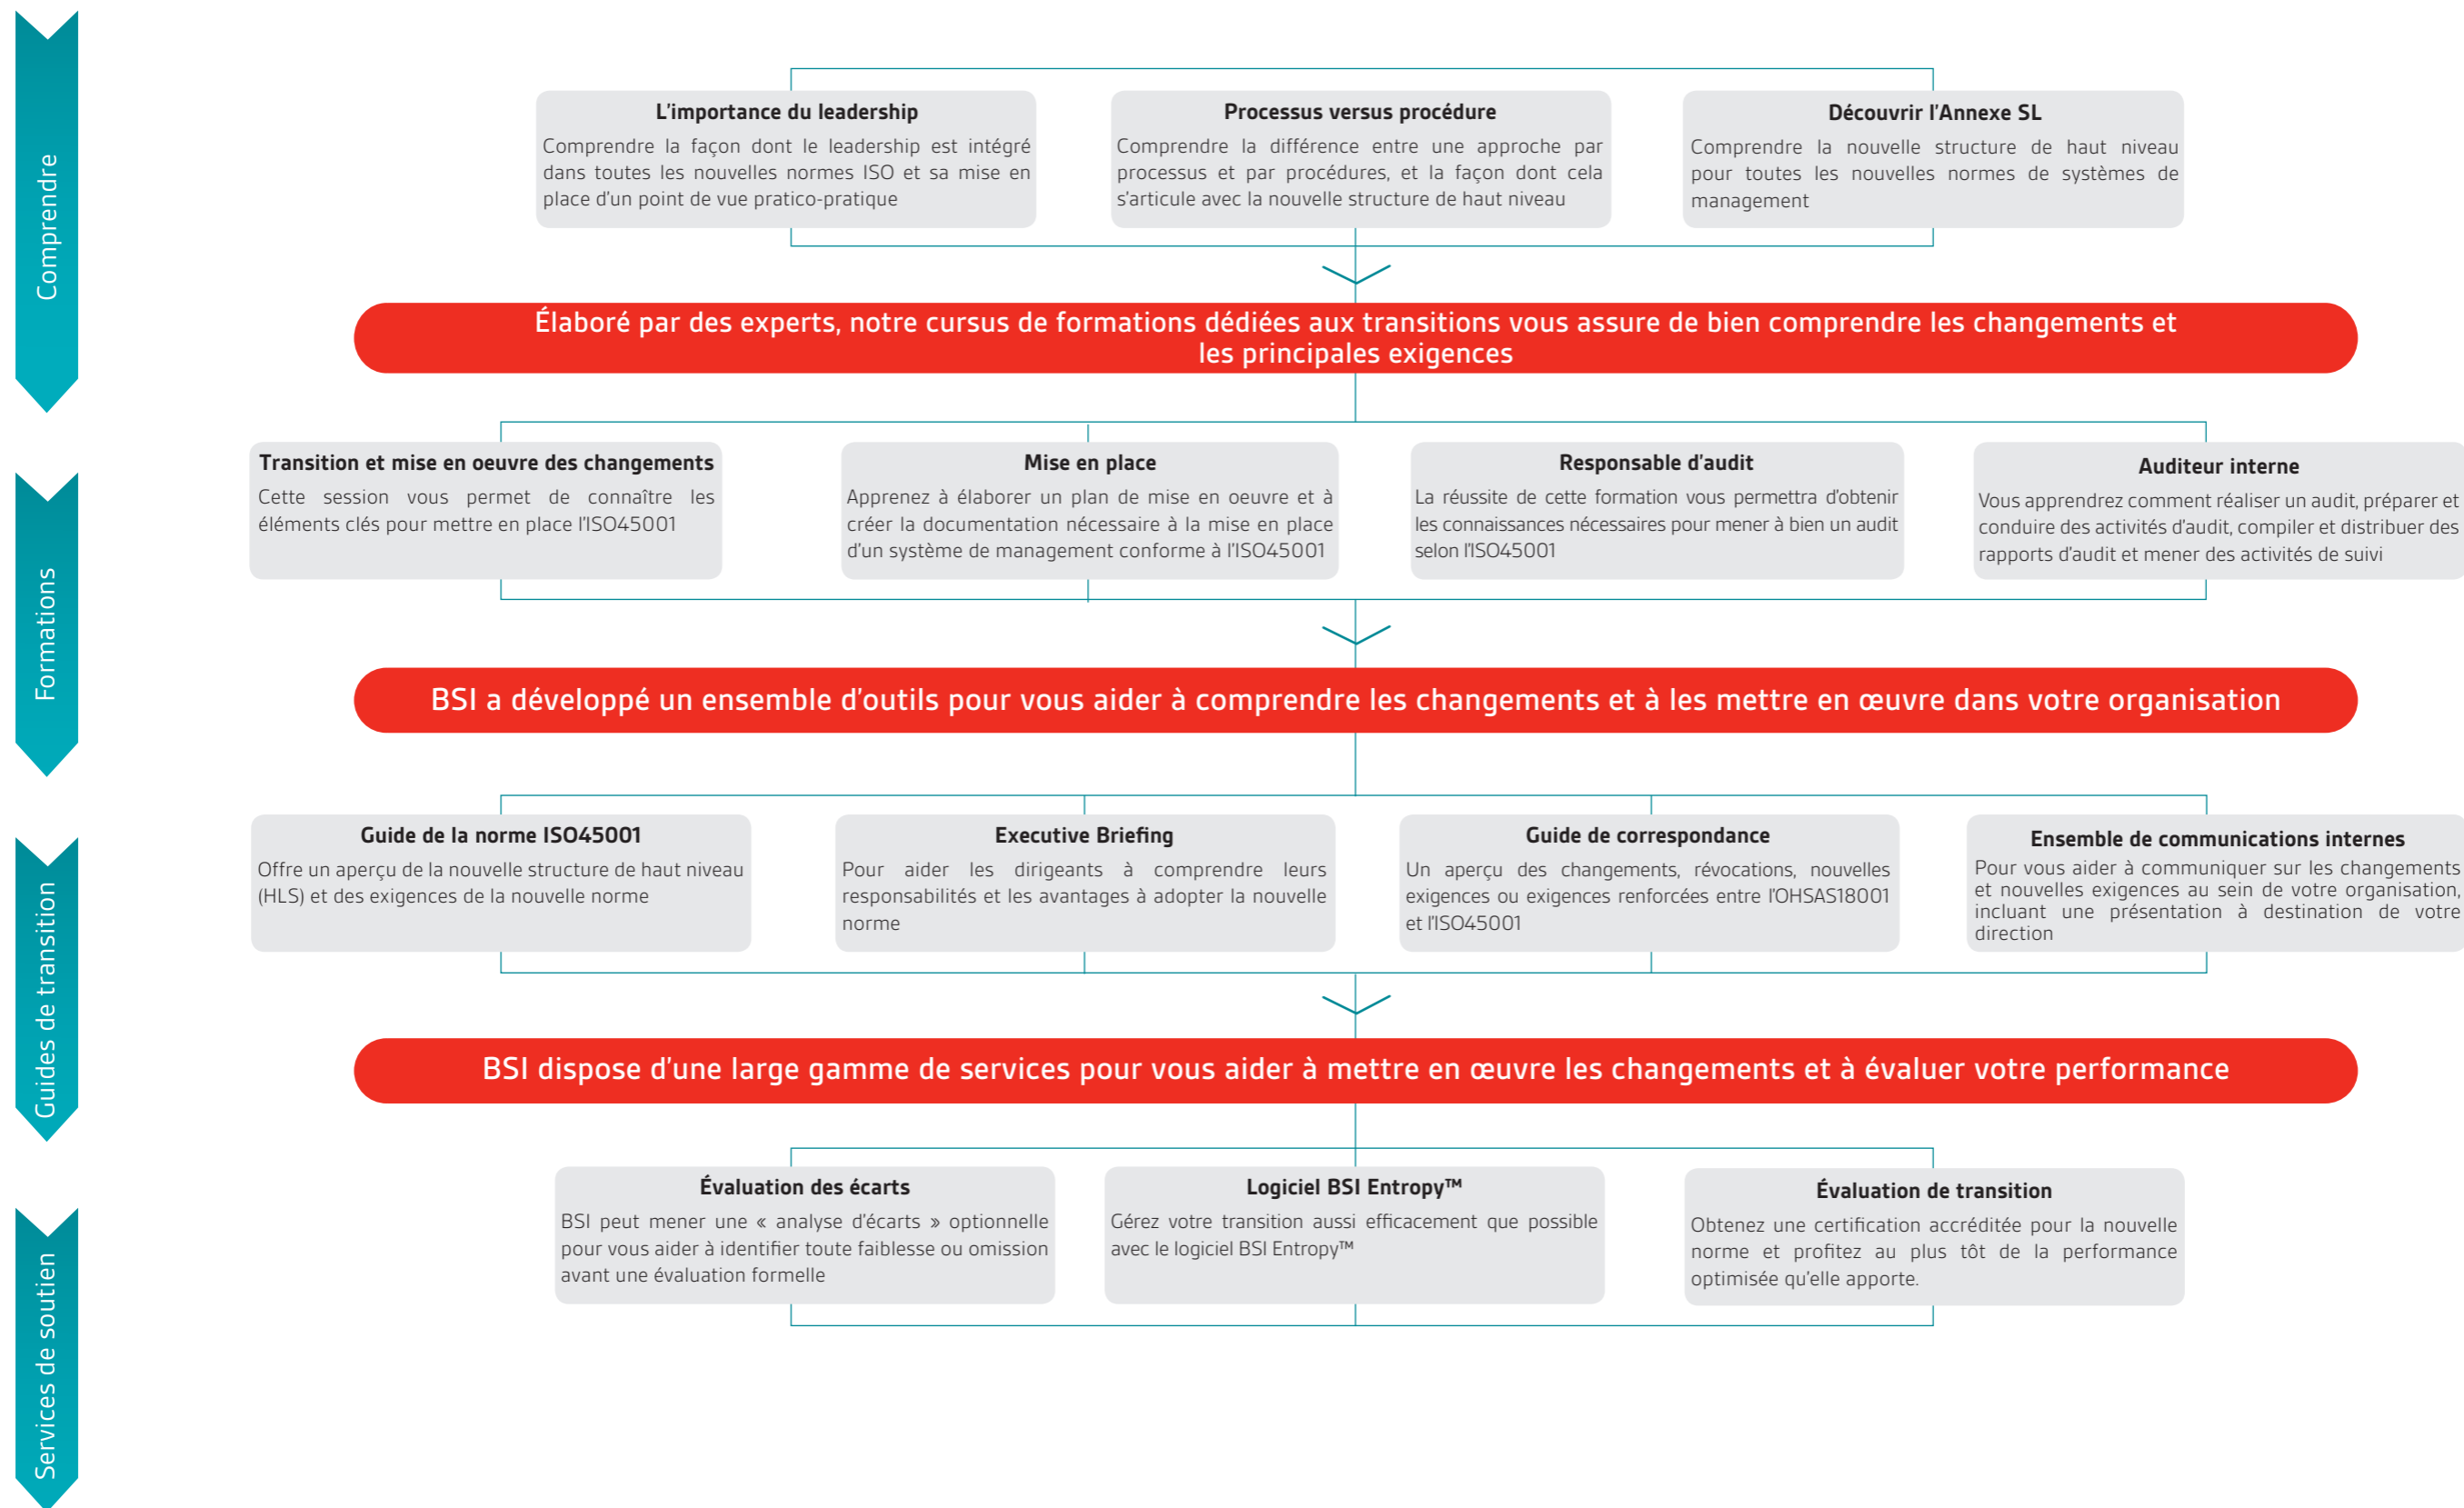 Comprendre
L'importance du leadership
Comprendre la façon dont le leadership est intégré
dans toutes les nouvelles normes ISO et sa mise en
place d'un point de vue pratico-pratique
Processus versus procédure
Comprendre la différence entre une approche par
processus et par procédures, et la façon dont cela
s'articule avec la nouvelle structure de haut niveau
Découvrir l'Annexe SL
Comprendre la nouvelle structure de haut niveau
pour toutes les nouvelles normes de systèmes de
management
Élaboré par des experts, notre cursus de formations dédiées aux transitions vous assure de bien comprendre les changements et
les principales exigences
Formations
Transition et mise en oeuvre des changements
Cette session vous permet de connaître les
éléments clés pour mettre en place l'ISO45001
Mise en place
Apprenez à élaborer un plan de mise en oeuvre et à
créer la documentation nécessaire à la mise en place
d'un système de management conforme à l'ISO45001
Responsable d'audit
La réussite de cette formation vous permettra d'obtenir
les connaissances nécessaires pour mener à bien un audit
selon l'ISO45001
Auditeur interne
Vous apprendrez comment réaliser un audit, préparer et
conduire des activités d'audit, compiler et distribuer des
rapports d'audit et mener des activités de suivi
BSI a développé un ensemble d'outils pour vous aider à comprendre les changements et à les mettre en œuvre dans votre organisation
Guides de transition
Guide de la norme ISO45001
Offre un aperçu de la nouvelle structure de haut niveau
(HLS) et des exigences de la nouvelle norme
Executive Briefing
Pour aider les dirigeants à comprendre leurs
responsabilités et les avantages à adopter la nouvelle
norme
Guide de correspondance
Un aperçu des changements, révocations, nouvelles
exigences ou exigences renforcées entre l'OHSAS18001
et l'ISO45001
Ensemble de communications internes
Pour vous aider à communiquer sur les changements
et nouvelles exigences au sein de votre organisation,
incluant une présentation à destination de votre
direction
BSI dispose d'une large gamme de services pour vous aider à mettre en œuvre les changements et à évaluer votre performance
Services de soutien
Évaluation des écarts
BSI peut mener une « analyse d'écarts » optionnelle
pour vous aider à identifier toute faiblesse ou omission
avant une évaluation formelle
Logiciel BSI Entropy™
Gérez votre transition aussi efficacement que possible
avec le logiciel BSI Entropy™
Évaluation de transition
Obtenez une certification accréditée pour la nouvelle
norme et profitez au plus tôt de la performance
optimisée qu'elle apporte.